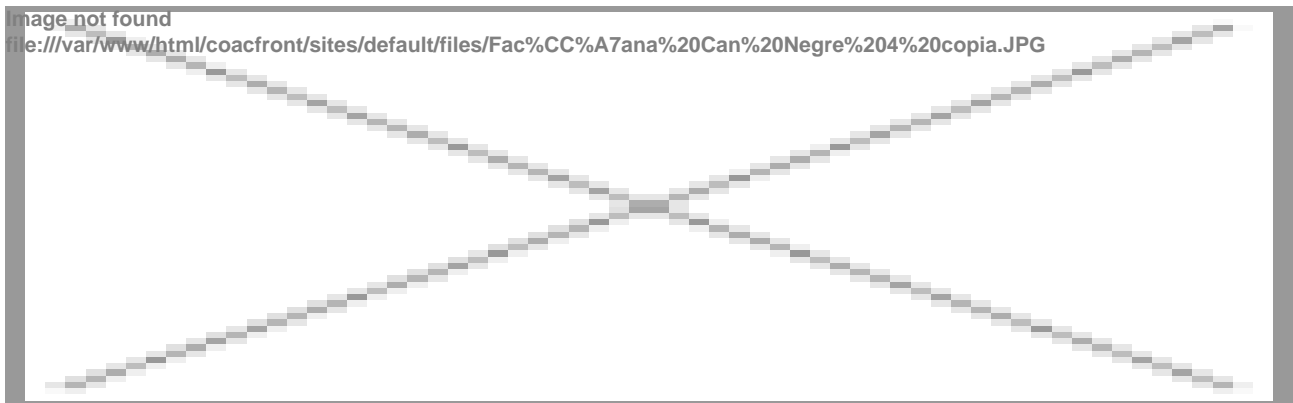 Image not found
file:///var/www/html/coacfront/sites/default/files/Fac%CC%A7ana%20Can%20Negre%204%20copia.JPG